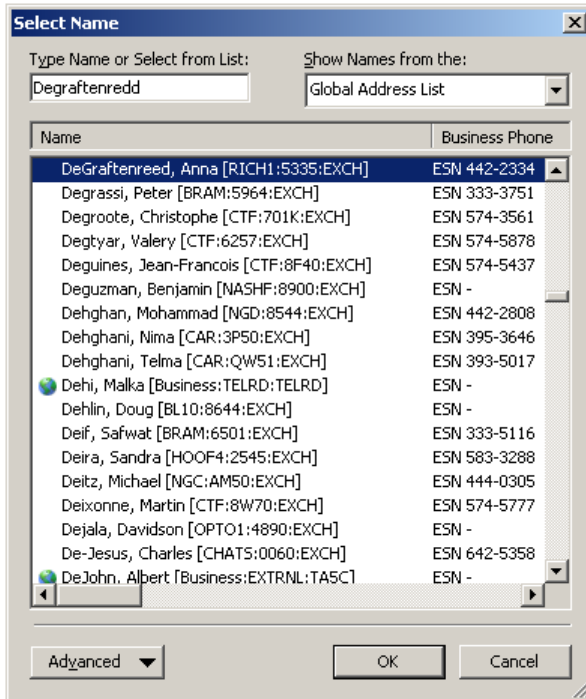 Select Name
Type Name or Select from List: Show Names from the:
Degraftenredd Global Address List
Name Business Phone
DeGraftenreed, Anna [RICH1:5335:EXCH] ESN 442-2334
Degrassi, Peter [BRAM:5964:EXCH] ESN 333-3751
Degroote, Christophe [CTF:701K:EXCH] ESN 574-3561
Degtyar, Valery [CTF:6257:EXCH] ESN 574-5878
Deguines, Jean-Francois [CTF:8F40:EXCH] ESN 574-5437
Deguzman, Benjamin [NASHF:8900:EXCH] ESN -
Dehghan, Mohammad [NGD:8544:EXCH] ESN 442-2808
Dehghani, Nima [CAR:3P50:EXCH] ESN 395-3646
Dehghani, Telma [CAR:QW51:EXCH] ESN 393-5017
Dehi, Malka [Business:TELRD:TELRD] ESN -
Dehlin, Doug [BL10:8644:EXCH] ESN -
Deif, Safwat [BRAM:6501:EXCH] ESN 333-5116
Deira, Sandra [HOOF4:2545:EXCH] ESN 583-3288
Deitz, Michael [NGC:AM50:EXCH] ESN 444-0305
Deixonne, Martin [CTF:8W70:EXCH] ESN 574-5777
Dejala, Davidson [OPTO1:4890:EXCH] ESN -
De-Jesus, Charles [CHATS:0060:EXCH] ESN 642-5358
DeJohn, Albert [Business:EXTRNL:TA5C] ESN -
Advanced OK Cancel